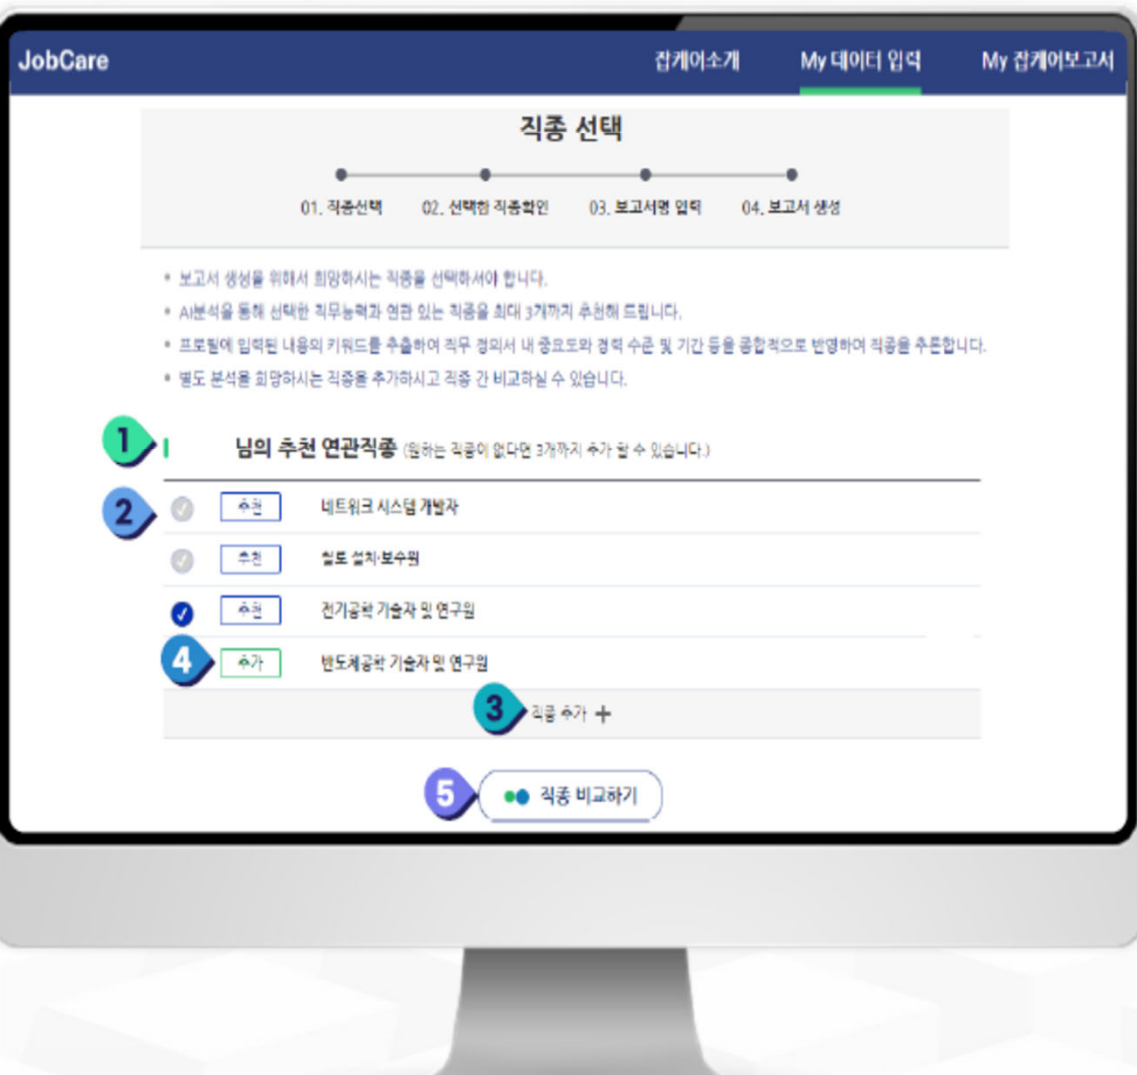 JobCare
잡케어소개 My 데이터 입력 My 잡케어보고서
직종 선택
01. 직종선택 02. 선택한 직종확인 03. 보고서명 입력 04. 보고서 생성
• 보고서 생성을 위해서 희망하시는 직종을 선택하셔야 합니다.
• AI분석을 통해 선택한 직무능력과 연관 있는 직종을 최대 3개까지 추천해 드립니다.
• 프로필에 입력된 내용의 키워드를 추출하여 직무 정의서 내 중요도와 경력 수준 및 기간 등을 종합적으로 반영하여 직종을 추론합니다.
• 별도 분석을 희망하시는 직종을 추가하시고 직종 간 비교하실 수 있습니다.
1 님의 추천 연관직종 (원하는 직종이 없다면 3개까지 추가 할 수 있습니다.)
2 추천 네트워크 시스템 개발자
추천 철로 설치·보수원
추천 전기공학 기술자 및 연구원
4 추가 반도체공학 기술자 및 연구원
3 직종 추가 +
5 직종 비교하기